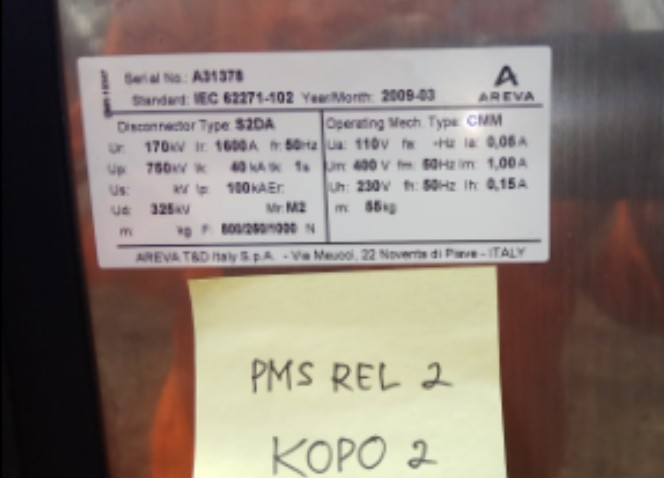 Serial No.: A31378
Standard: IEC 62271-102 Year/Month: 2009-03
AREVA
Disconnector Type: S2DA
Ur: 170kV Ir: 1600A fr: 50Hz
Up: 750kV Ik: 40kA tk: 1s
Us: kV Ip: 100kA Er:
Ud: 325kV Mr: M2
m: kg F: 800/250/1000 N
Operating Mech. Type: CMM
Ua: 110V fa: -Hz Ia: 0,05A
Um: 400V fm: 50Hz Im: 1,00A
Uh: 230V fh: 50Hz Ih: 0,15A
m: 55kg
AREVA T&D Italy S.p.A. - Via Meucci, 22 Noventa di Piave - ITALY
PMS REL 2
KOPO 2